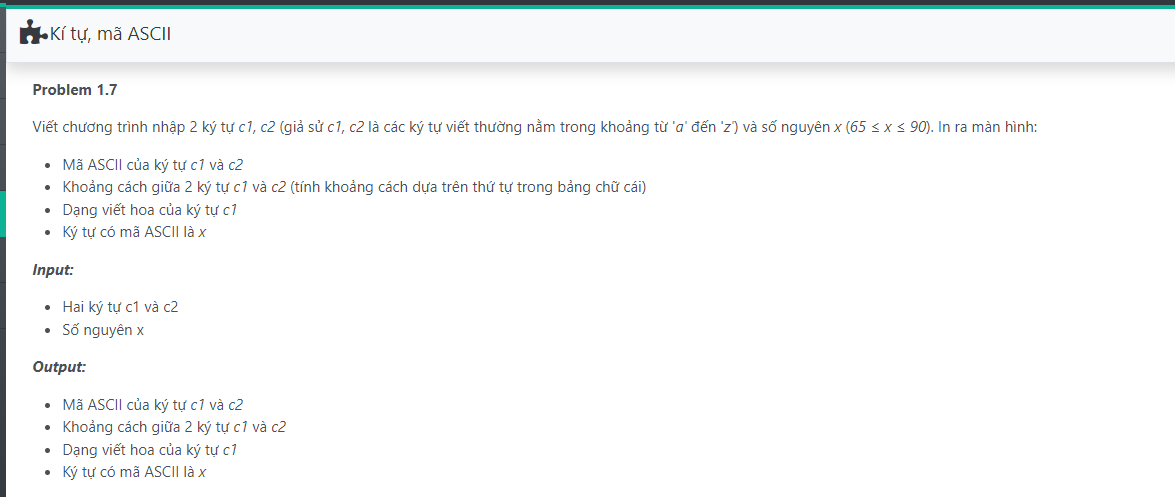 Kí tự, mã ASCII
Problem 1.7
Viết chương trình nhập 2 ký tự c1, c2 (giả sử c1, c2 là các ký tự viết thường nằm trong khoảng từ 'a' đến 'z') và số nguyên x (65 ≤ x ≤ 90). In ra màn hình:
• Mã ASCII của ký tự c1 và c2
• Khoảng cách giữa 2 ký tự c1 và c2 (tính khoảng cách dựa trên thứ tự trong bảng chữ cái)
• Dạng viết hoa của ký tự c1
• Ký tự có mã ASCII là x
Input:
• Hai ký tự c1 và c2
• Số nguyên x
Output:
• Mã ASCII của ký tự c1 và c2
• Khoảng cách giữa 2 ký tự c1 và c2
• Dạng viết hoa của ký tự c1
• Ký tự có mã ASCII là x